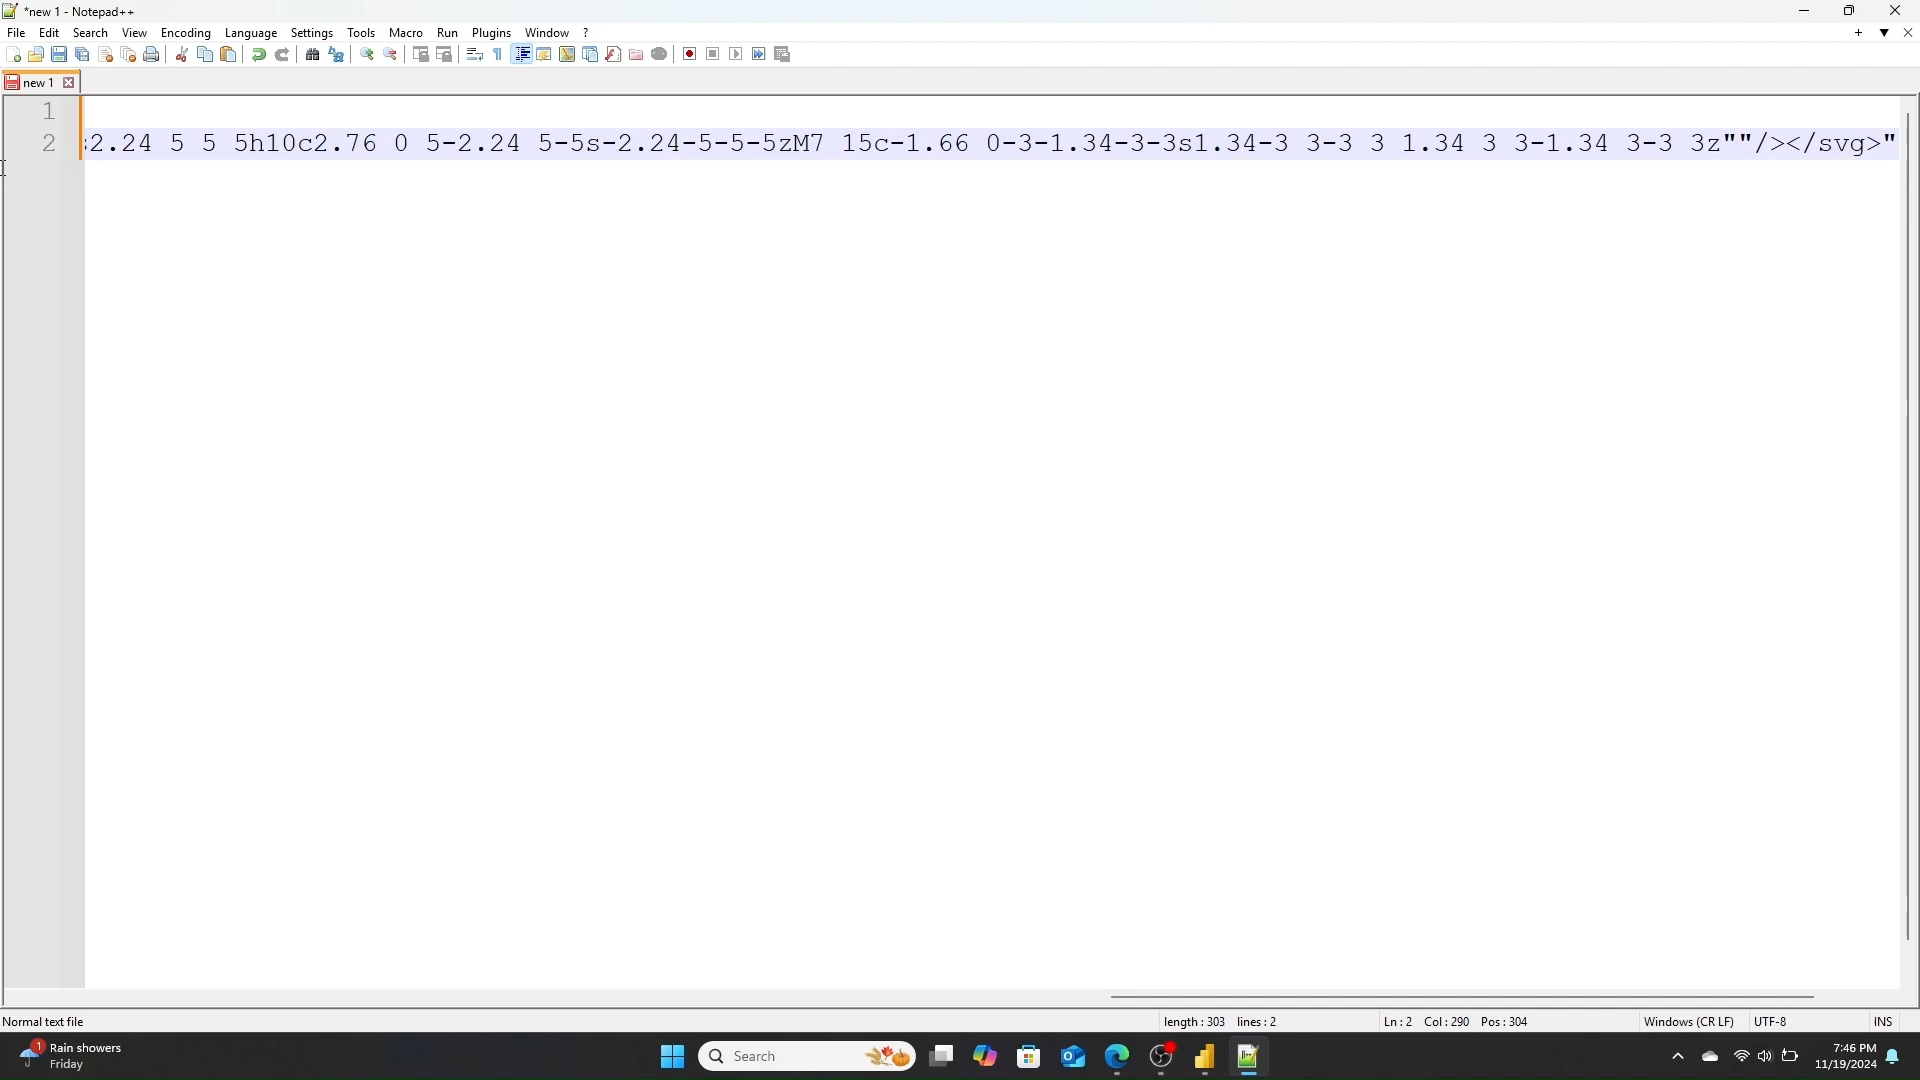 *new 1 - Notepad++
File Edit Search View Encoding Language Settings Tools Macro Run Plugins Window ?
new 1
1
2 2.24 5 5 5h10c2.76 0 5-2.24 5-5s-2.24-5-5-5zM7 15c-1.66 0-3-1.34-3-3s1.34-3 3-3 3 1.34 3 3-1.34 3-3 3z""/></svg>"
Normal text file length : 303 lines : 2 Ln : 2 Col : 290 Pos : 304 Windows (CR LF) UTF-8 INS
1 Rain showers
Friday
Search
7:46 PM
11/19/2024